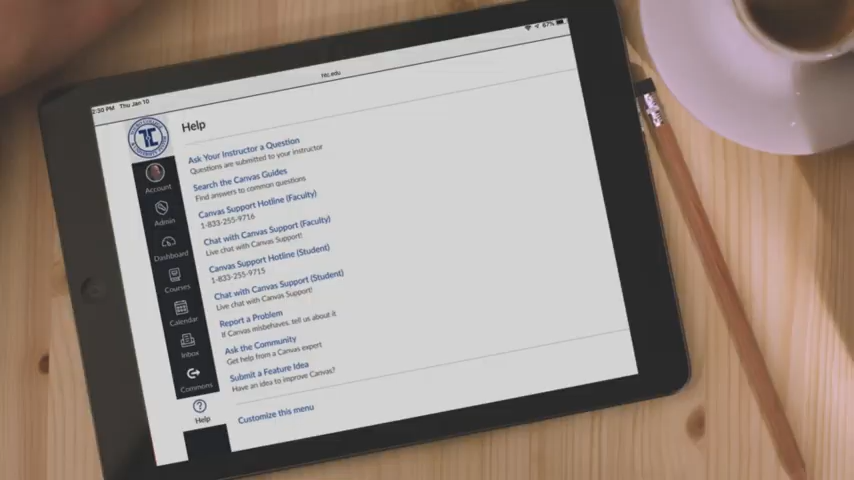 2:30 PM Thu Jan 10
67%
Help
Ask Your Instructor a Question
Questions are submitted to your instructor
Search the Canvas Guides
Find answers to common questions
Canvas Support Hotline (Faculty)
1-833-255-9716
Chat with Canvas Support (Faculty)
Live chat with Canvas Support!
Canvas Support Hotline (Student)
1-833-255-9715
Chat with Canvas Support (Student)
Live chat with Canvas Support!
Report a Problem
If Canvas misbehaves, tell us about it
Ask the Community
Get help from a Canvas expert
Submit a Feature Idea
Have an idea to improve Canvas?
Customize this menu
Account
Admin
Dashboard
Courses
Calendar
Inbox
Commons
Help